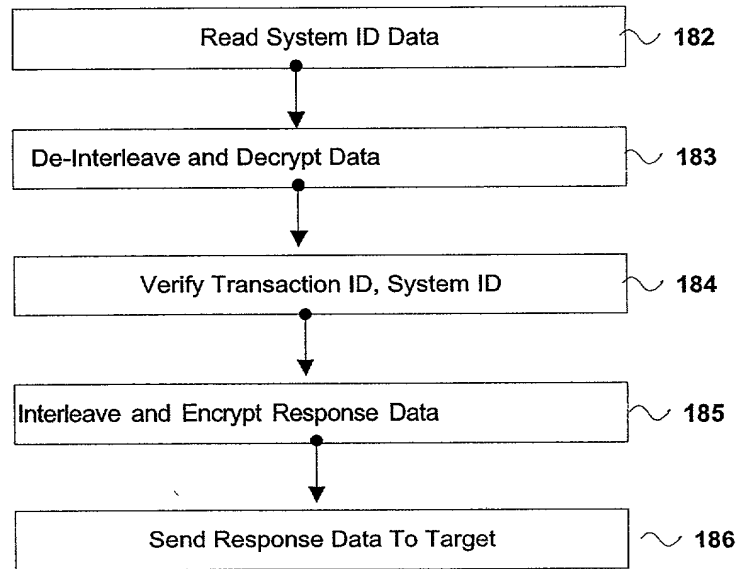 Read System ID Data 182
De-Interleave and Decrypt Data 183
Verify Transaction ID, System ID 184
Interleave and Encrypt Response Data 185
Send Response Data To Target 186